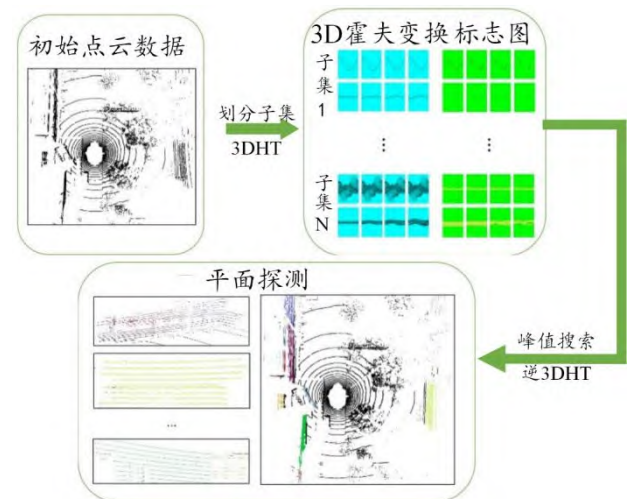 初始点云数据
划分子集
3DHT
3D霍夫变换标志图
子集1
⋮
⋮
子集N
峰值搜索
逆3DHT
平面探测
...